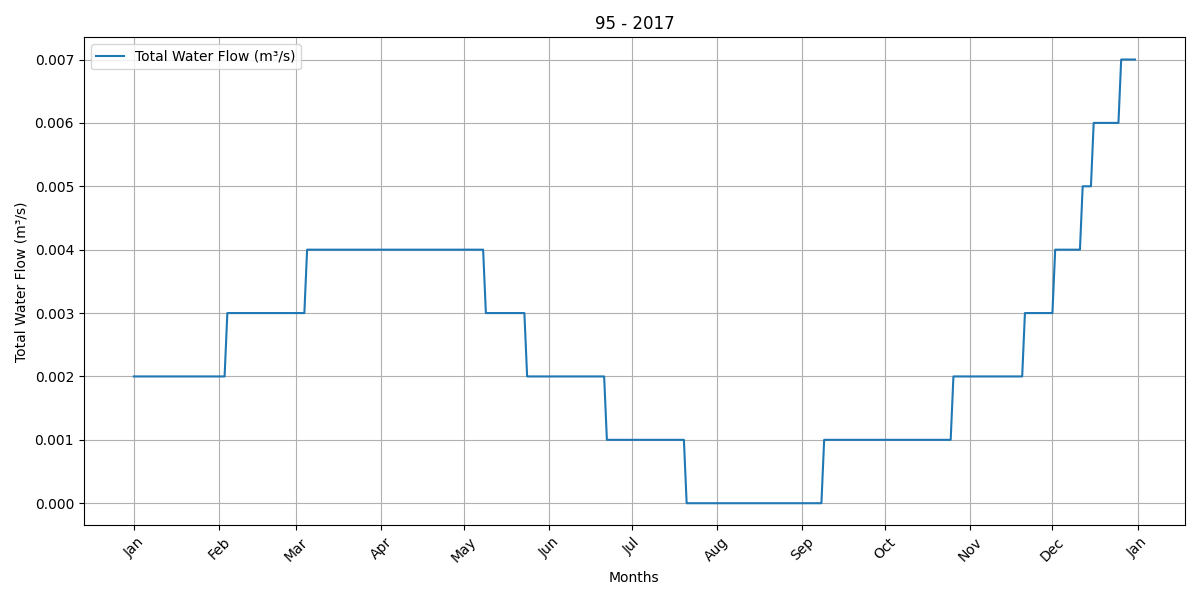 95 - 2017
Total Water Flow (m³/s)
0.007
0.006
0.005
0.004
0.003
0.002
0.001
0.000
Total Water Flow (m³/s)
Jan Feb Mar Apr May Jun Jul Aug Sep Oct Nov Dec Jan
Months